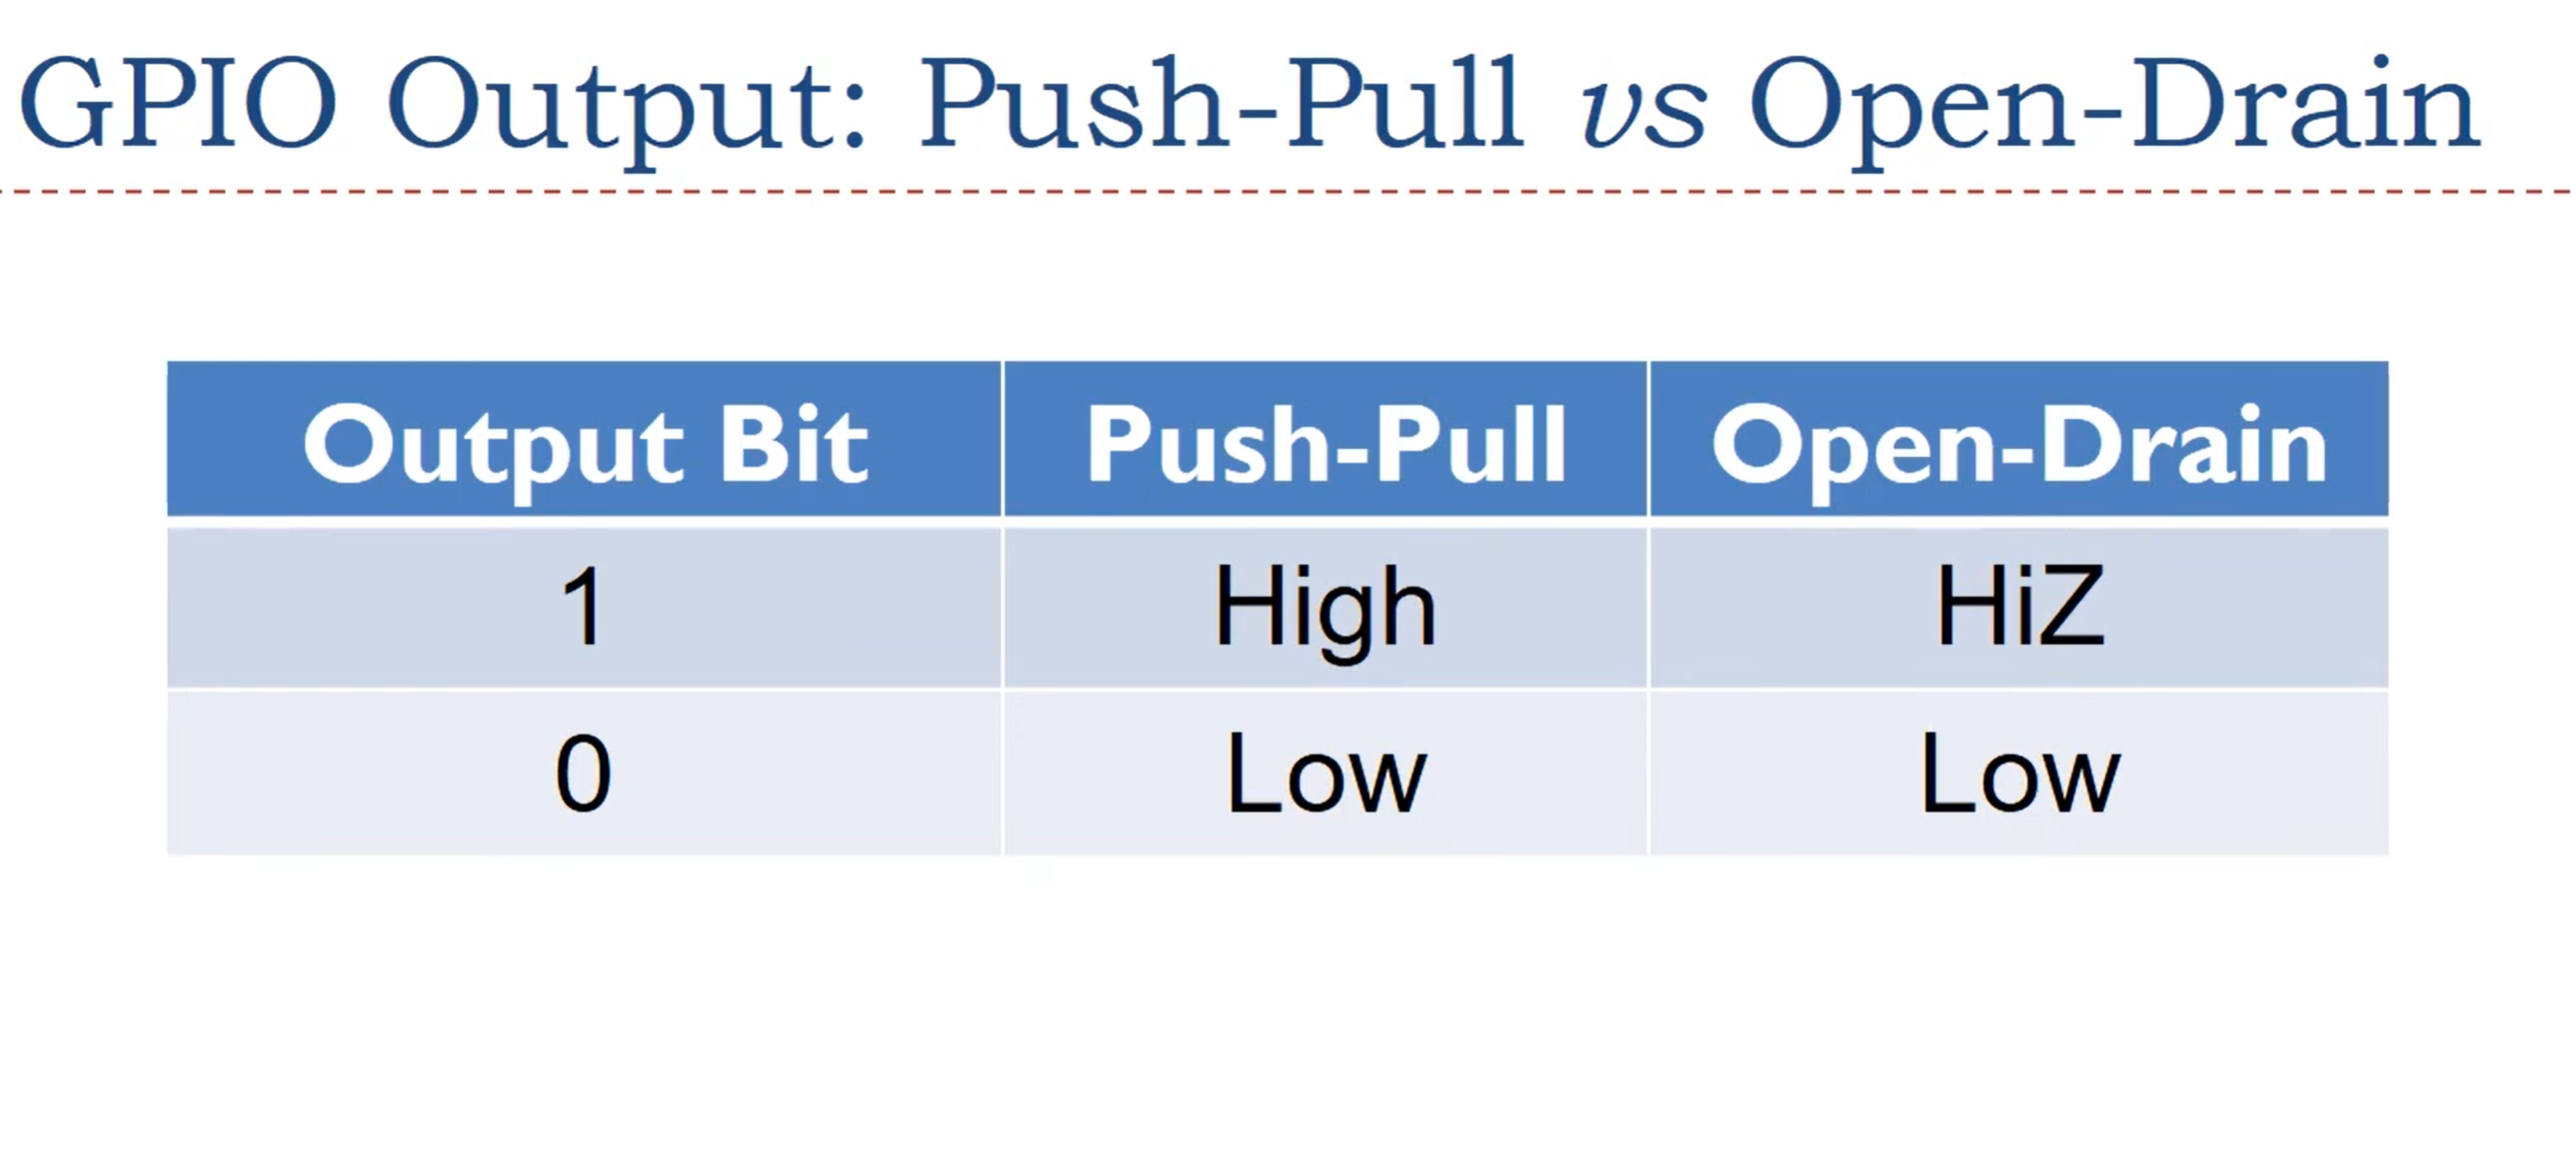 GPIO Output: Push-Pull vs Open-Drain
Output Bit Push-Pull Open-Drain
1 High HiZ
0 Low Low